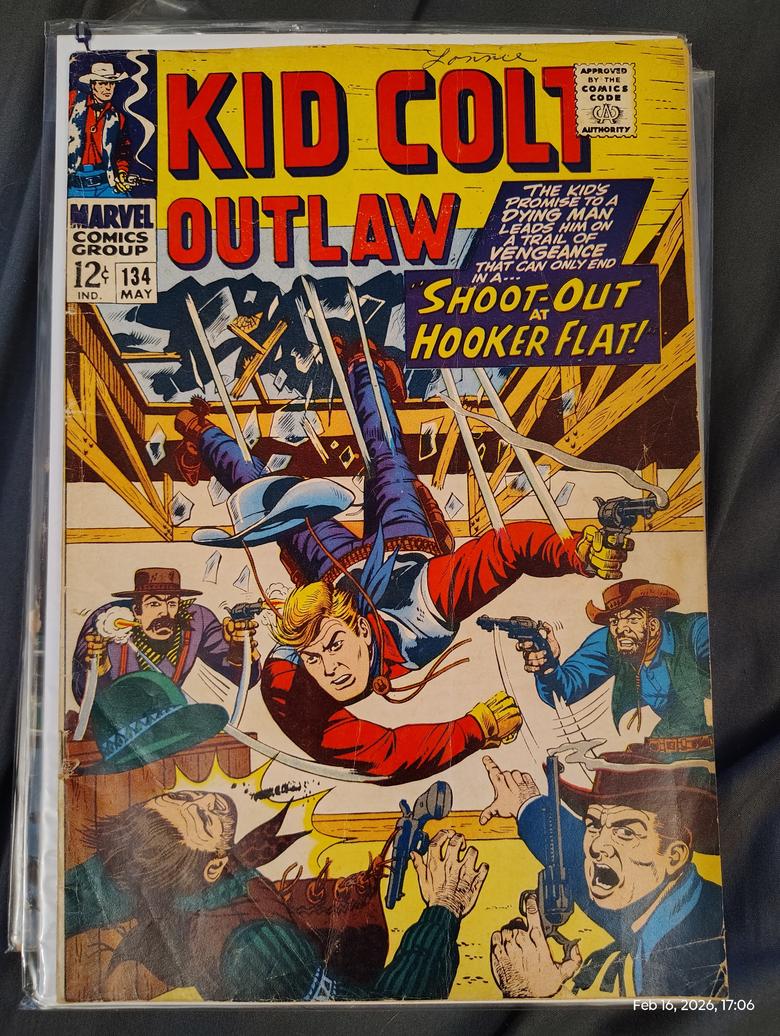 Lonnie
KID COLT
OUTLAW
APPROVED
BY THE
COMICS
CODE
CA
AUTHORITY
MARVEL
COMICS
GROUP
12¢
IND.
134
MAY
THE KID'S
PROMISE TO A
DYING MAN
LEADS HIM ON
A TRAIL OF
VENGEANCE
THAT CAN ONLY END
IN A...
"SHOOT-OUT
AT
HOOKER FLAT!"
Feb 16, 2026, 17:06